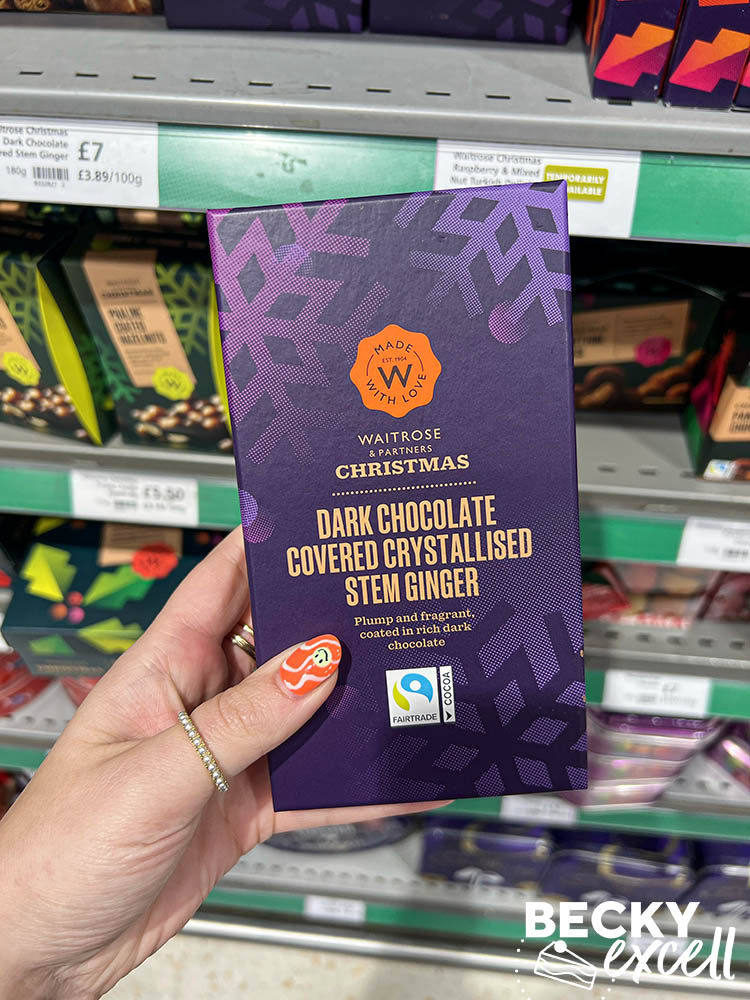 itrose Christmas
Dark Chocolate
red Stem Ginger
£7
180g
£3.89/100g
Waitrose Christmas
Raspberry & Mixed
TEMPORARILY
WAITROSE
CHRISTMAS
PRALINE
COATED
HAZELNUTS
W
£5.50
MADE
EST. 1904
W
WITH LOVE
WAITROSE
& PARTNERS
CHRISTMAS
DARK CHOCOLATE
COVERED CRYSTALLISED
STEM GINGER
Plump and fragrant,
coated in rich dark
chocolate
FAIRTRADE
COCOA
BECKY
excell